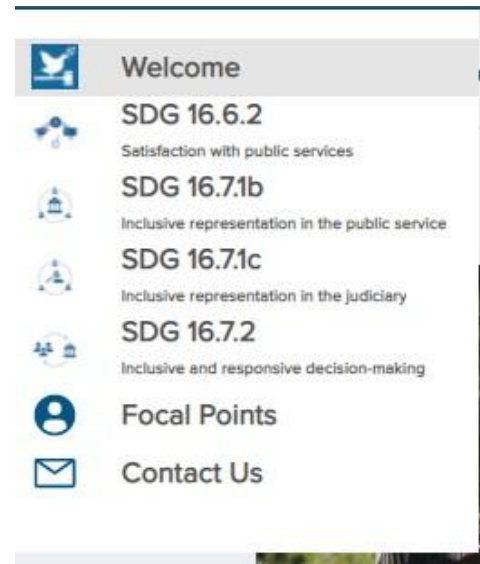 Welcome
SDG 16.6.2
Satisfaction with public services
SDG 16.7.1b
Inclusive representation in the public service
SDG 16.7.1c
Inclusive representation in the judiciary
SDG 16.7.2
Inclusive and responsive decision-making
Focal Points
Contact Us